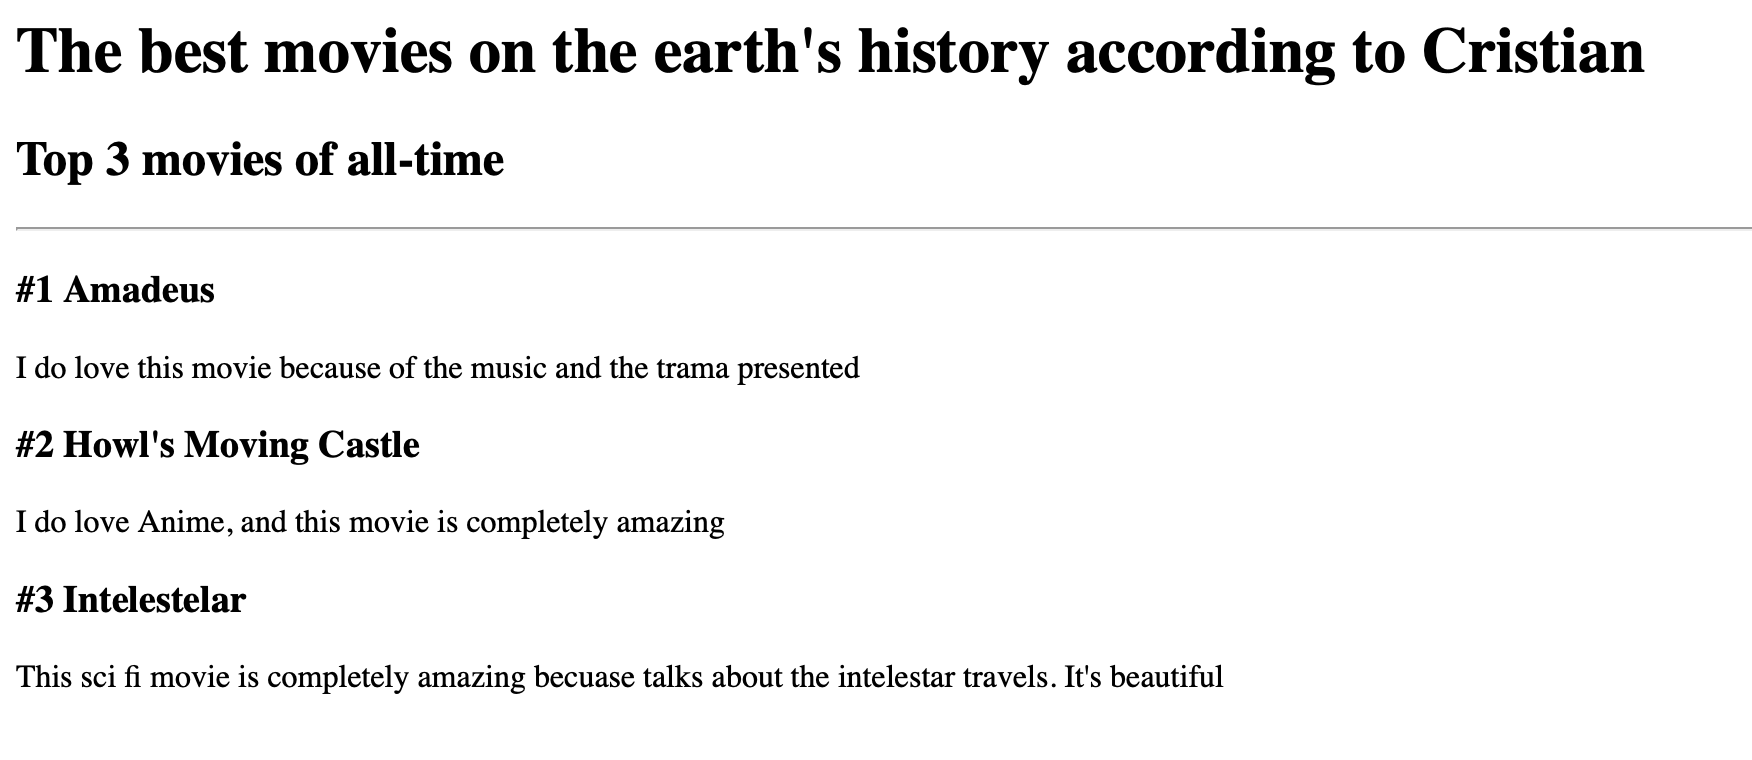 The best movies on the earth's history according to Cristian
Top 3 movies of all-time
#1 Amadeus
I do love this movie because of the music and the trama presented
#2 Howl's Moving Castle
I do love Anime, and this movie is completely amazing
#3 Intelestelar
This sci fi movie is completely amazing becuase talks about the intelestar travels. It's beautiful